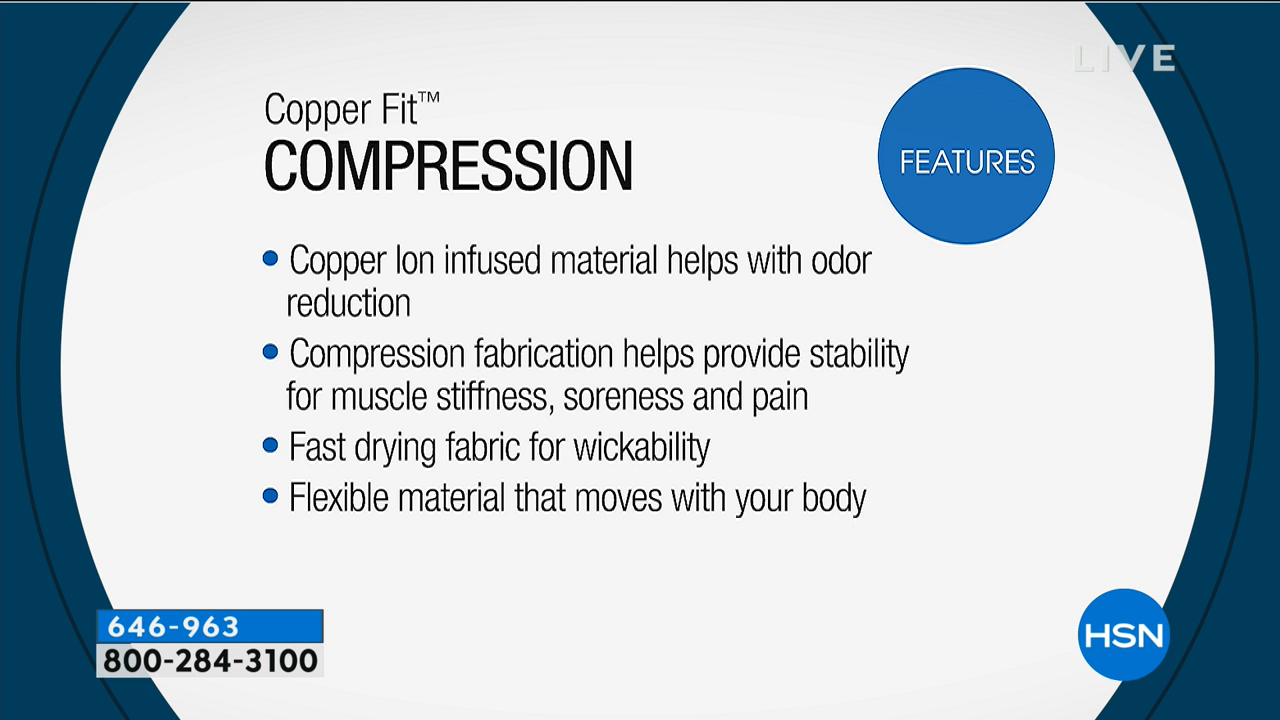 LIVE
Copper Fit™
COMPRESSION
FEATURES
• Copper Ion infused material helps with odor
reduction
• Compression fabrication helps provide stability
for muscle stiffness, soreness and pain
• Fast drying fabric for wickability
• Flexible material that moves with your body
646-963
800-284-3100
HSN